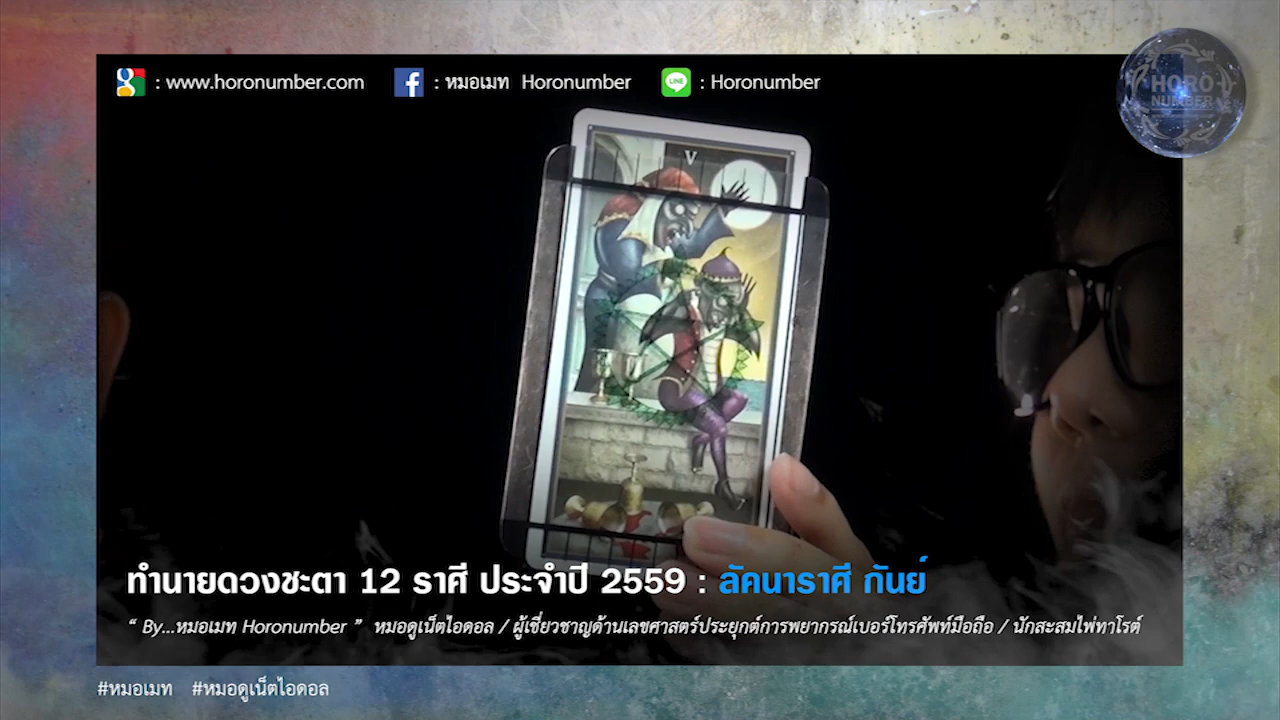 : www.horonumber.com : หมอเมท Horonumber : Horonumber
LINE
HORO
NUMBER
V
ทำนายดวงชะตา 12 ราศี ประจำปี 2559 : ลัคนาราศี กันย์
“ By...หมอเมท Horonumber ” หมอดูเน็ตไอดอล / ผู้เชี่ยวชาญด้านเลขศาสตร์ประยุกต์การพยากรณ์เบอร์โทรศัพท์มือถือ / นักสะสมไพ่ทาโรต์
#หมอเมท #หมอดูเน็ตไอดอล